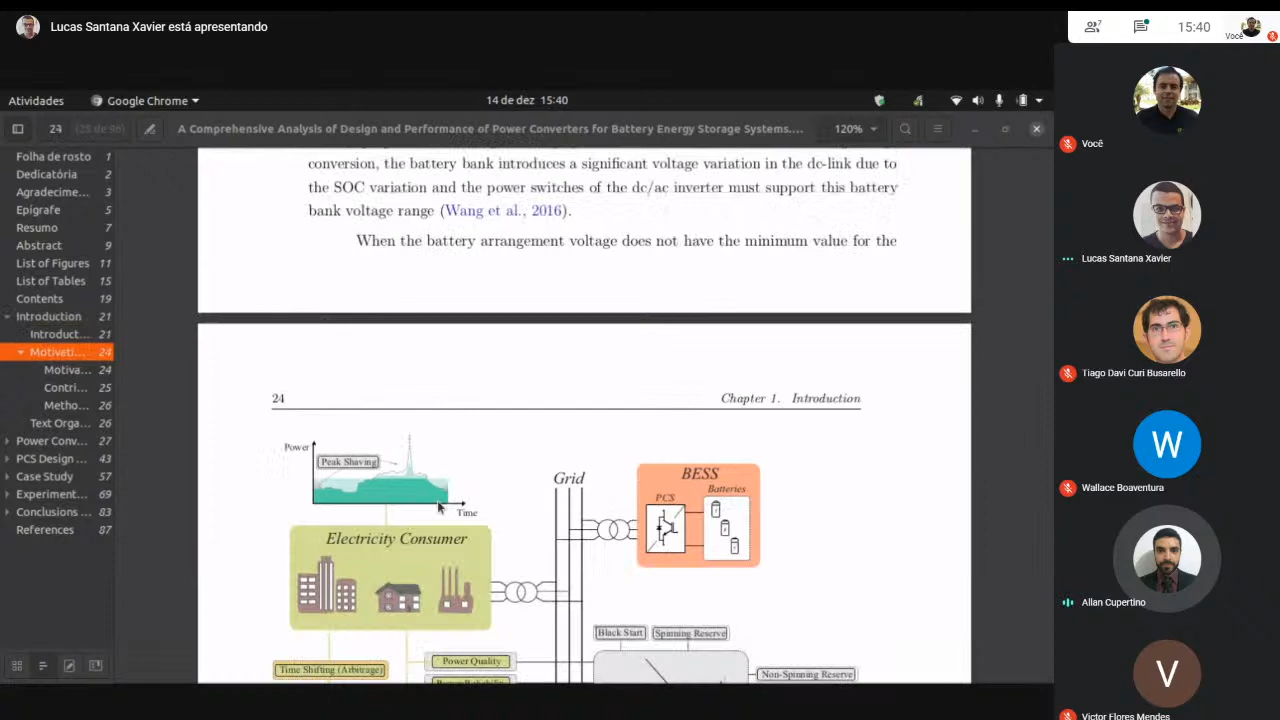 Lucas Santana Xavier está apresentando
7
15:40
Você
Atividades
Google Chrome
14 de dez 15:40
24
(25 de 96)
A Comprehensive Analysis of Design and Performance of Power Converters for Battery Energy Storage Systems....
120%
Folha de rosto 1
Dedicatória 2
Agradecime... 3
Epígrafe 5
Resumo 7
Abstract 9
List of Figures 11
List of Tables 15
Contents 19
Introduction 21
Introduct... 21
Motivati... 24
Motiva... 24
Contri... 25
Metho... 26
Text Orga... 26
Power Conv... 27
PCS Design ... 43
Case Study 57
Experiment... 69
Conclusions ... 83
References 87
conversion, the battery bank introduces a significant voltage variation in the dc-link due to
the SOC variation and the power switches of the dc/ac inverter must support this battery
bank voltage range (Wang et al., 2016).
When the battery arrangement voltage does not have the minimum value for the
24
Chapter 1. Introduction
Power
Peak Shaving
Time
Grid
BESS
PCS
Batteries
Electricity Consumer
Black Start
Spinning Reserve
Time Shifting (Arbitrage)
Power Quality
Non-Spinning Reserve
Power Reliability
Você
Lucas Santana Xavier
Tiago Davi Curi Busarello
W
Wallace Boaventura
Allan Cupertino
V
Victor Flores Mendes